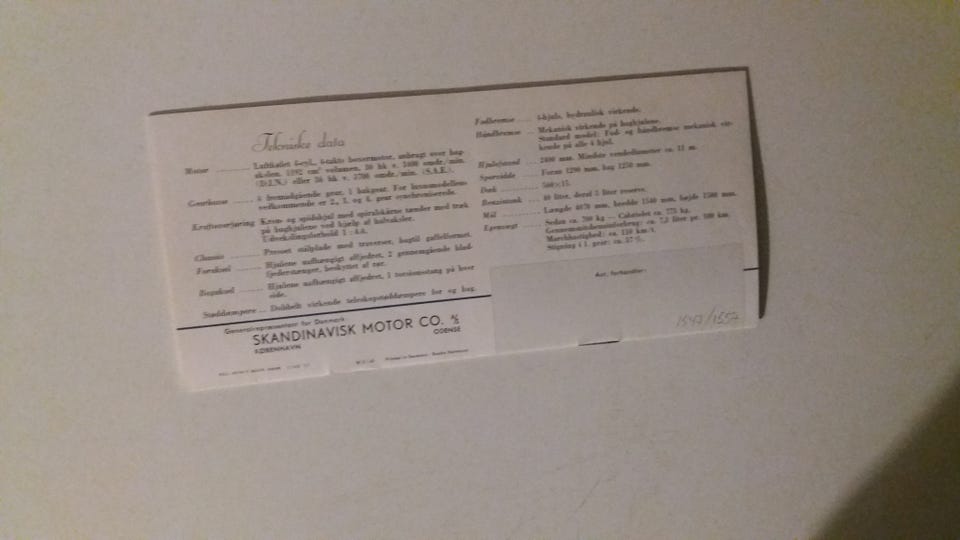 Tekniske data
Motor Luftkølet 4-cyl., 4-takts boxermotor, anbragt over bag-
akslen. 1192 cm³ volumen, 30 hk v. 3400 omdr./min.
(D.I.N.) eller 36 hk v. 3700 omdr./min. (S.A.E.).
Gearkasse 4 fremadgående gear, 1 bakgear. For luxusmodellens
vedkommende er 2., 3. og 4. gear synchroniserede.
Kraftoverføring Kron- og spidshjul med spiralskårne tænder med træk
på baghjulene ved hjælp af halvaksler.
Udvekslingsforhold 1 : 4,4.
Chassis Presset stålplade med traverser, bagtil gaffelformet.
Foraksel Hjulene uafhængigt affjedret, 2 gennemgående blad-
fjederstænger, beskyttet af rør.
Bagaksel Hjulene uafhængigt affjedret, 1 torsionsstang på hver
side.
Støddæmpere Dobbelt virkende teleskopstøddæmpere for og bag.
Fodbremse 4-hjuls, hydraulisk virkende.
Håndbremse Mekanisk virkende på baghjulene.
Standard model: Fod- og håndbremse mekanisk vir-
kende på alle 4 hjul.
Hjulafstand 2400 mm. Mindste vendediameter ca. 11 m.
Sporvidde Foran 1290 mm, bag 1250 mm.
Dæk 560×15.
Benzintank 40 liter, deraf 5 liter reserve.
Mål Længde 4070 mm, bredde 1540 mm, højde 1500 mm.
Egenvægt Sedan ca. 700 kg — Cabriolet ca. 775 kg.
Gennemsnitsbenzinforbrug: ca. 7,5 liter pr. 100 km.
Marchhastighed: ca. 110 km/t.
Stigning i 1. gear: ca. 37 %.
Generalrepræsentant for Danmark:
SKANDINAVISK MOTOR CO. A/S
KØBENHAVN ODENSE
Printed in Denmark
Aut. forhandler: